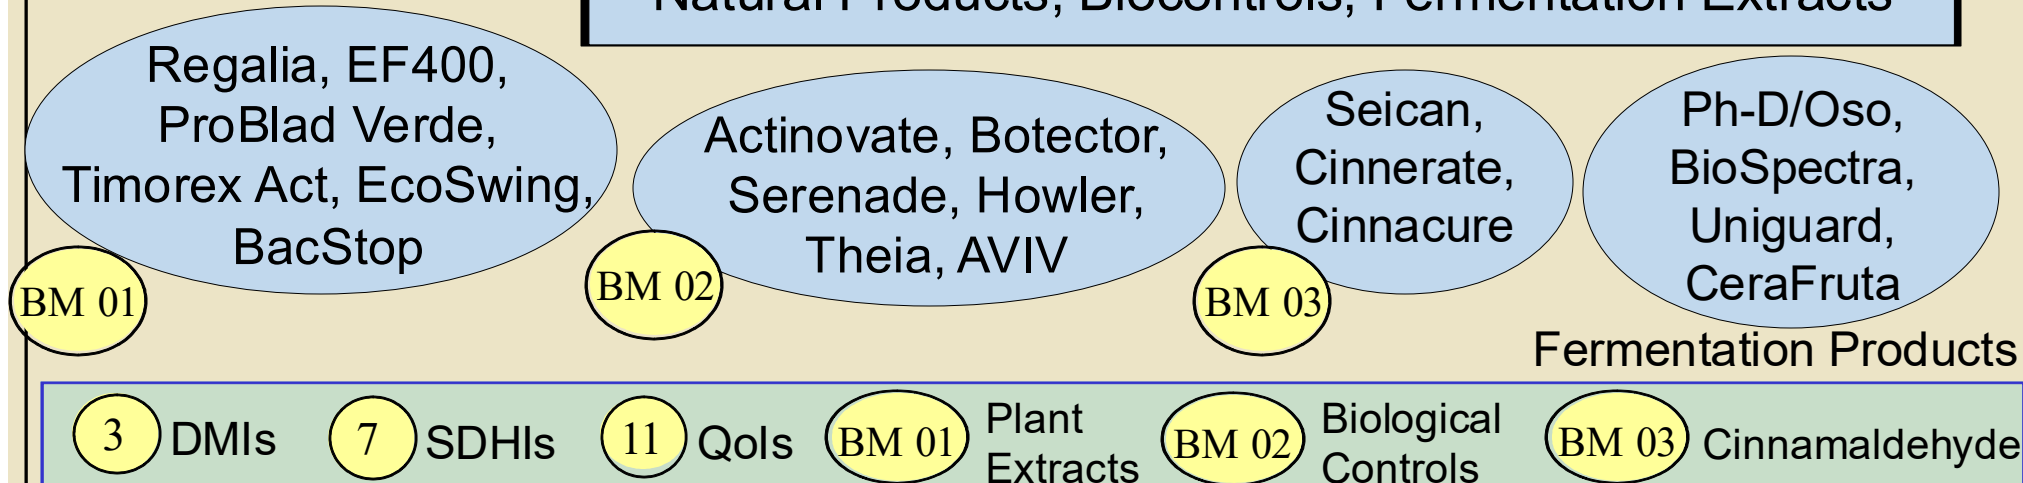 Natural Products, Biocontrols, Fermentation Extracts
Regalia, EF400,
ProBlad Verde,
Timorex Act, EcoSwing,
BacStop
BM 01
Actinovate, Botector,
Serenade, Howler,
Theia, AVIV
BM 02
Seican,
Cinnerate,
Cinnacure
BM 03
Ph-D/Oso,
BioSpectra,
Uniguard,
CeraFruta
Fermentation Products
3 DMIs
7 SDHIs
11 QoIs
BM 01 Plant
Extracts
BM 02 Biological
Controls
BM 03 Cinnamaldehyde